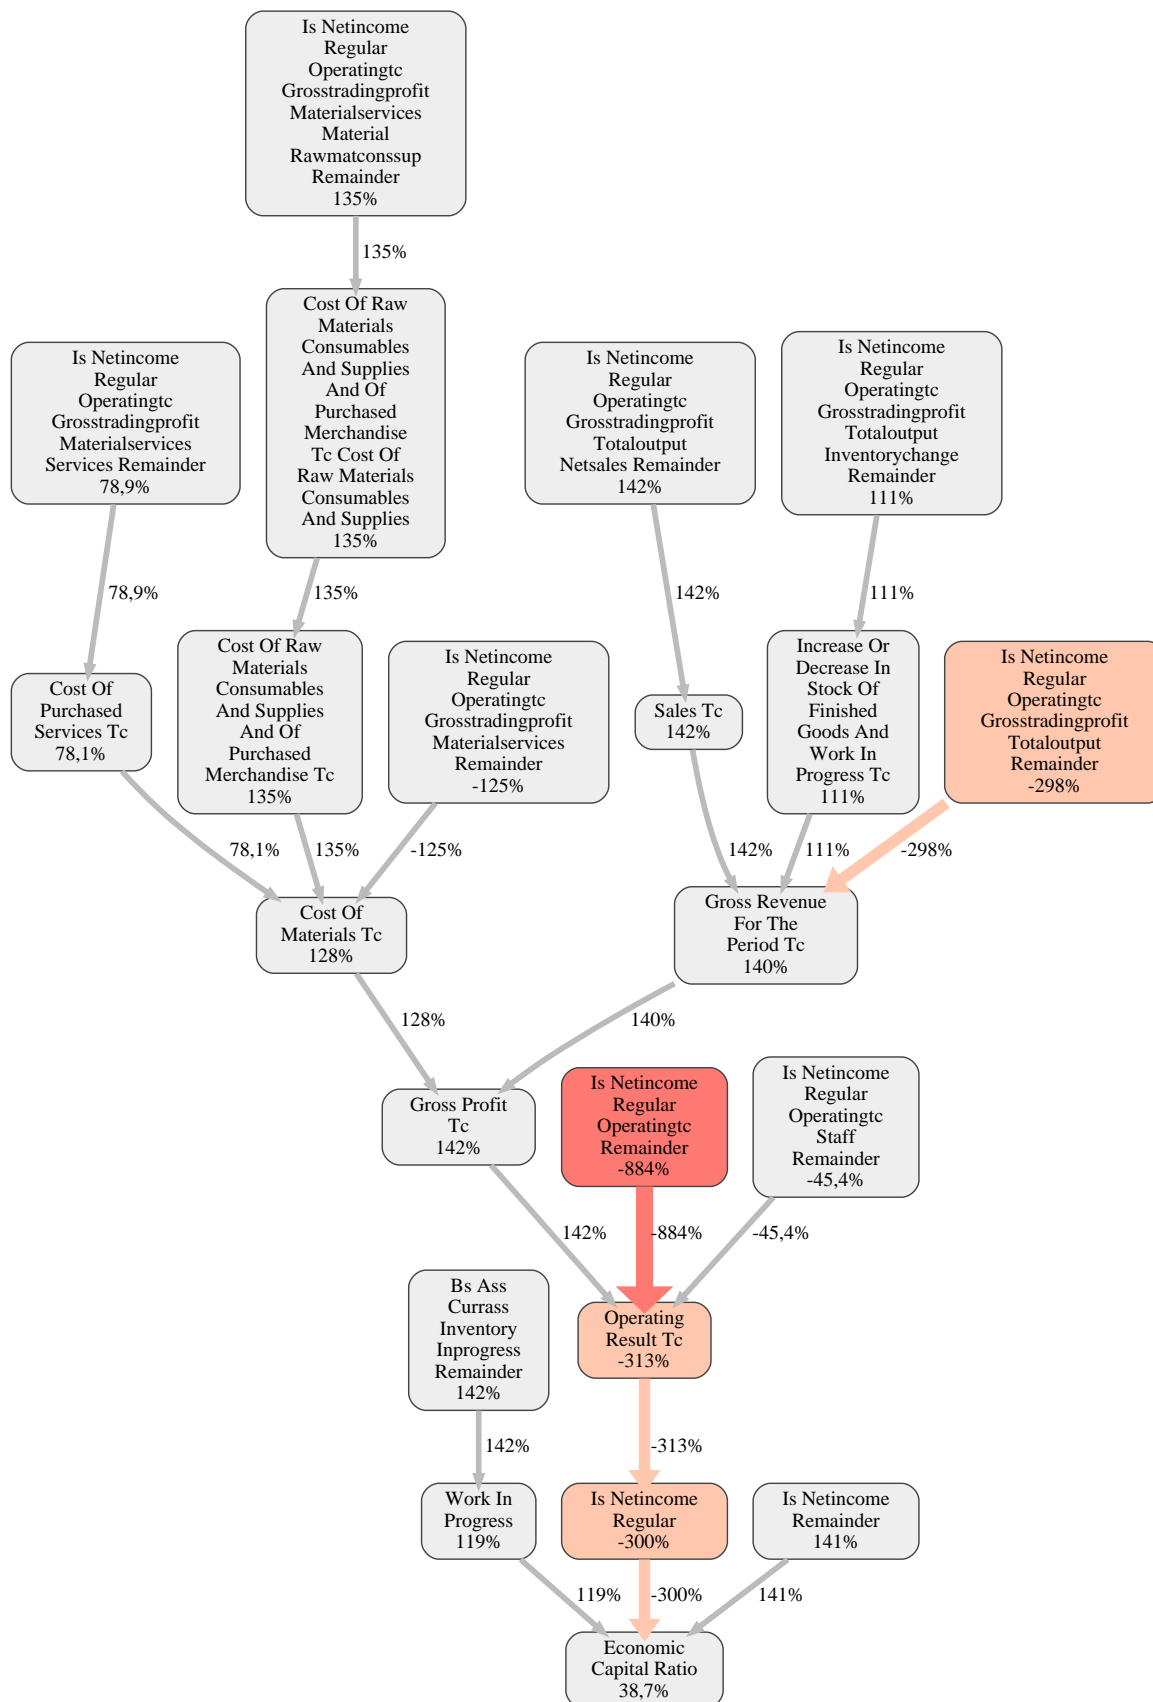 Is Netincome
Regular
Operatingtc
Grosstradingprofit
Materialservices
Material
Rawmatconssup
Remainder
135%
135%
Is Netincome
Regular
Operatingtc
Grosstradingprofit
Materialservices
Services Remainder
78,9%
Cost Of Raw
Materials
Consumables
And Supplies
And Of
Purchased
Merchandise
Tc Cost Of
Raw Materials
Consumables
And Supplies
135%
Is Netincome
Regular
Operatingtc
Grosstradingprofit
Totaloutput
Netsales Remainder
142%
Is Netincome
Regular
Operatingtc
Grosstradingprofit
Totaloutput
Inventorychange
Remainder
111%
78,9%
135%
142%
111%
Cost Of
Purchased
Services Tc
78,1%
Cost Of Raw
Materials
Consumables
And Supplies
And Of
Purchased
Merchandise Tc
135%
Is Netincome
Regular
Operatingtc
Grosstradingprofit
Materialservices
Remainder
-125%
Sales Tc
142%
Increase Or
Decrease In
Stock Of
Finished
Goods And
Work In
Progress Tc
111%
Is Netincome
Regular
Operatingtc
Grosstradingprofit
Totaloutput
Remainder
-298%
78,1%
135%
-125%
142%
111%
-298%
Cost Of
Materials Tc
128%
Gross Revenue
For The
Period Tc
140%
128%
140%
Gross Profit
Tc
142%
Is Netincome
Regular
Operatingtc
Remainder
-884%
Is Netincome
Regular
Operatingtc
Staff
Remainder
-45,4%
142%
-884%
-45,4%
Bs Ass
Currass
Inventory
Inprogress
Remainder
142%
Operating
Result Tc
-313%
142%
-313%
Work In
Progress
119%
Is Netincome
Regular
-300%
Is Netincome
Remainder
141%
119%
-300%
141%
Economic
Capital Ratio
38,7%